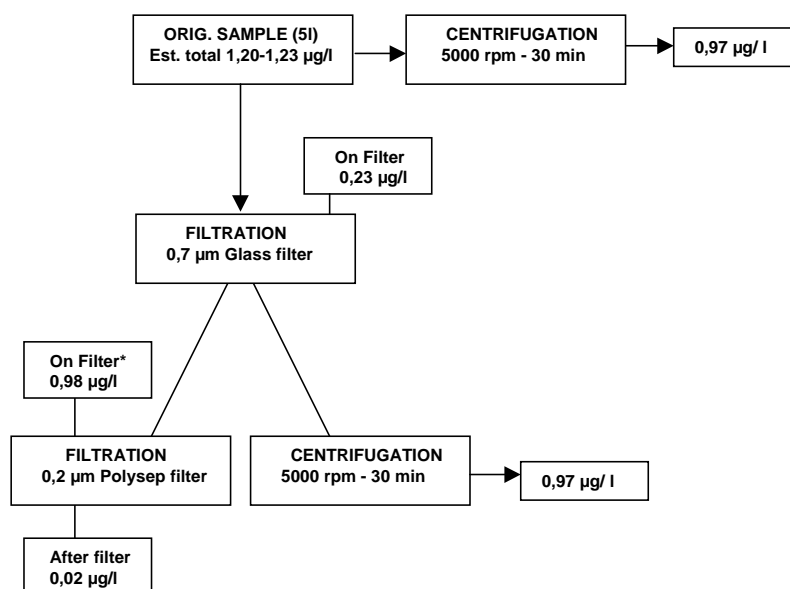 ORIG. SAMPLE (5l)
Est. total 1,20-1,23 µg/l
CENTRIFUGATION
5000 rpm - 30 min
0,97 µg/ l
On Filter
0,23 µg/l
FILTRATION
0,7 µm Glass filter
On Filter*
0,98 µg/l
FILTRATION
0,2 µm Polysep filter
CENTRIFUGATION
5000 rpm - 30 min
0,97 µg/ l
After filter
0,02 µg/l